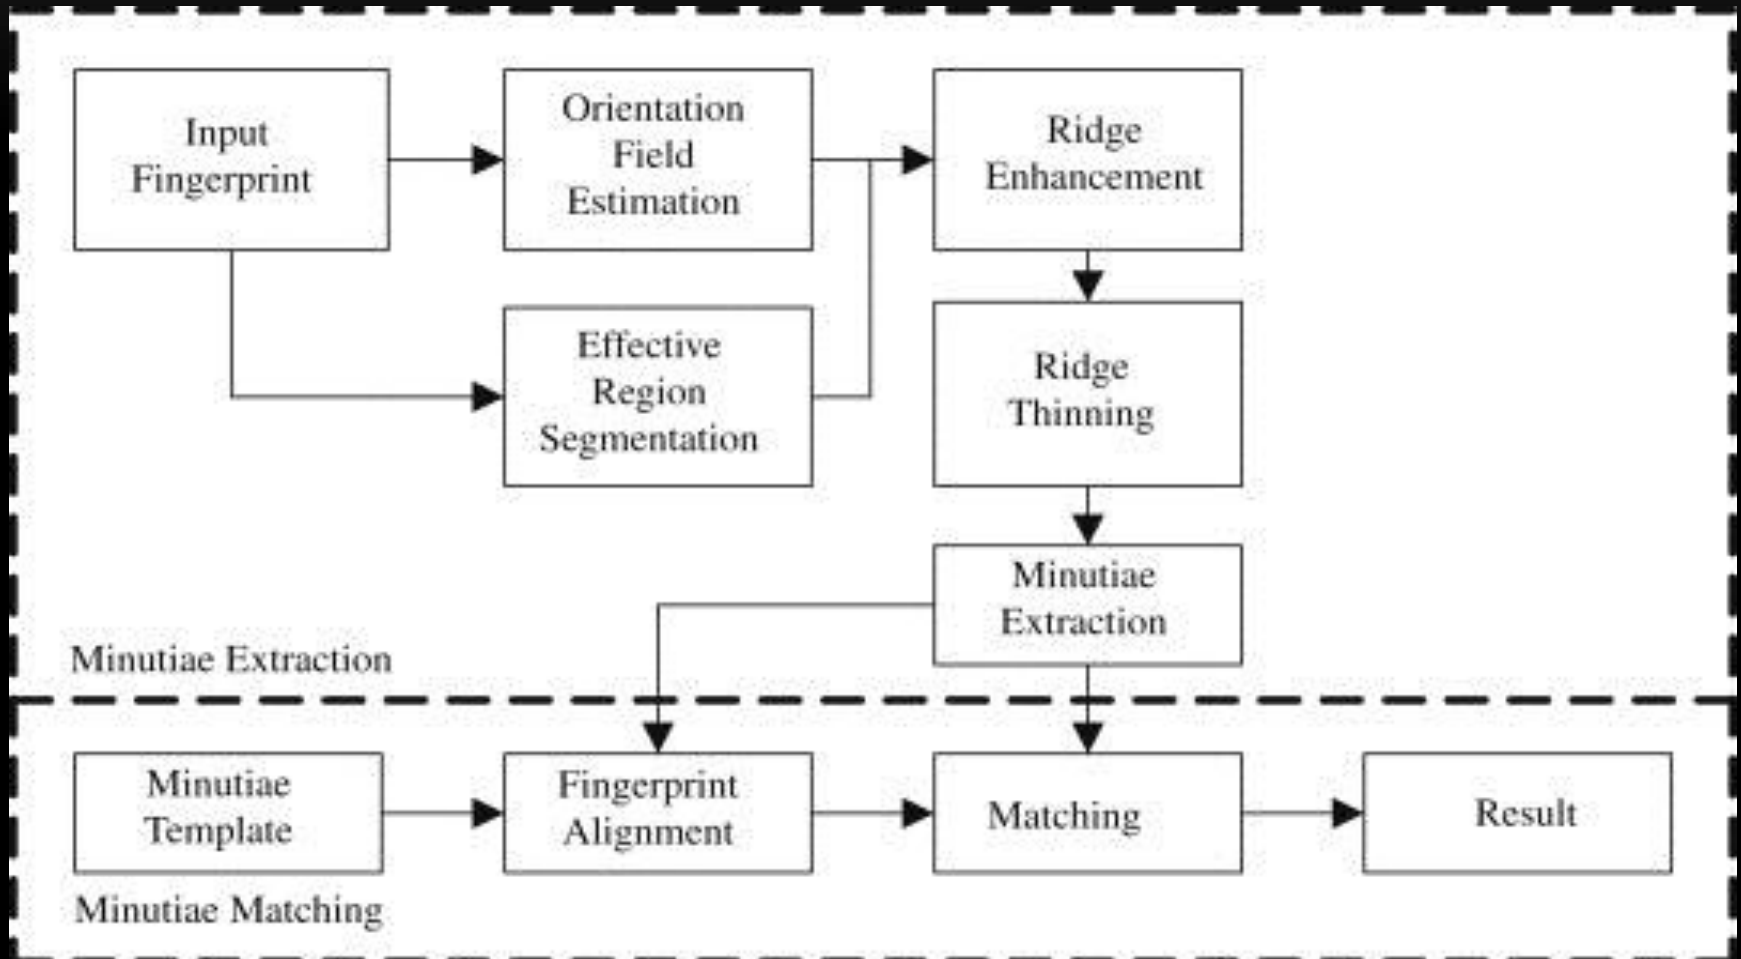 Input
Fingerprint
Orientation
Field
Estimation
Ridge
Enhancement
Effective
Region
Segmentation
Ridge
Thinning
Minutiae
Extraction
Minutiae Extraction
Minutiae
Template
Fingerprint
Alignment
Matching
Result
Minutiae Matching